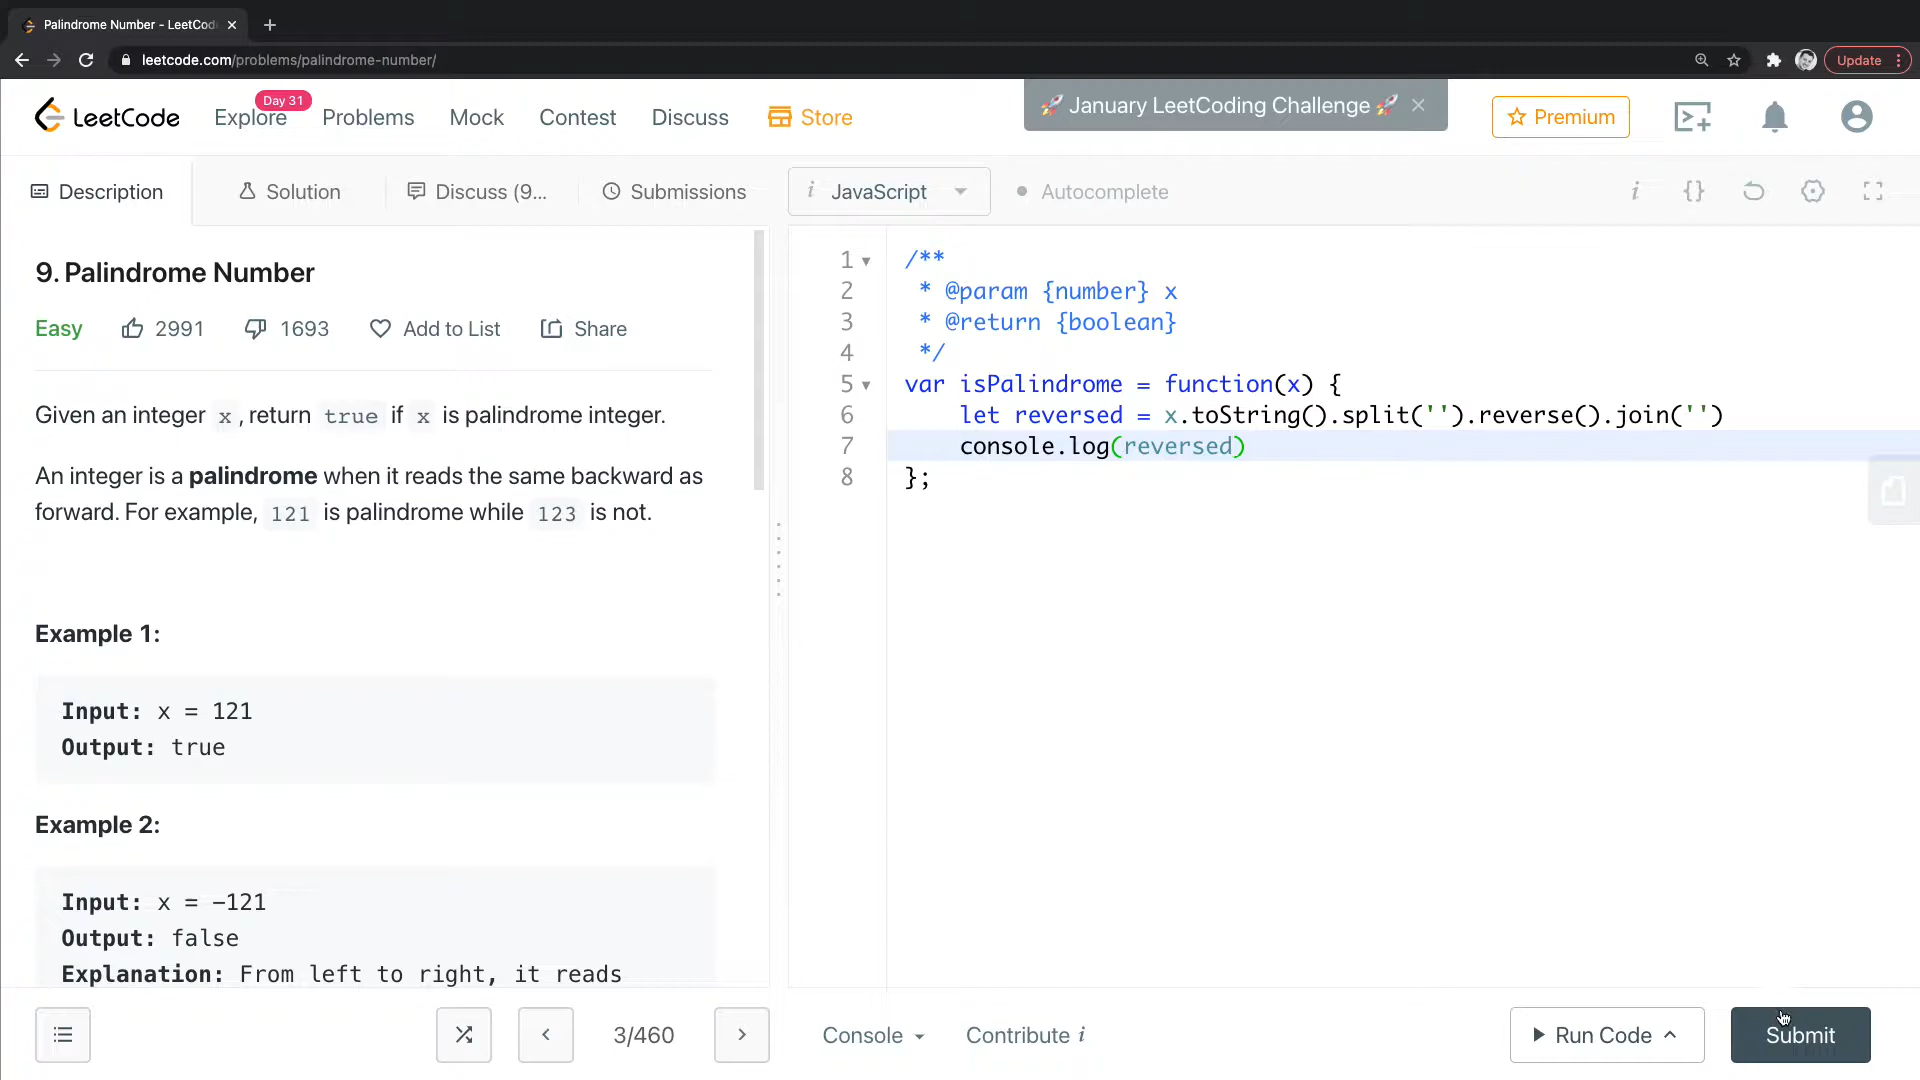 Palindrome Number - LeetCod
leetcode.com/problems/palindrome-number/
Update
LeetCode
Explore
Day 31
Problems
Mock
Contest
Discuss
Store
🚀 January LeetCoding Challenge 🚀
Premium
Description
Solution
Discuss (9...
Submissions
i JavaScript
Autocomplete
i
{}
9. Palindrome Number
Easy
2991
1693
Add to List
Share
Given an integer x , return true if x is palindrome integer.
An integer is a palindrome when it reads the same backward as
forward. For example, 121 is palindrome while 123 is not.
Example 1:
Input: x = 121
Output: true
Example 2:
Input: x = -121
Output: false
Explanation: From left to right, it reads
1 /**
2 * @param {number} x
3 * @return {boolean}
4 */
5 var isPalindrome = function(x) {
6 let reversed = x.toString().split('').reverse().join('')
7 console.log(reversed)
8 };
3/460
Console
Contribute i
Run Code
Submit